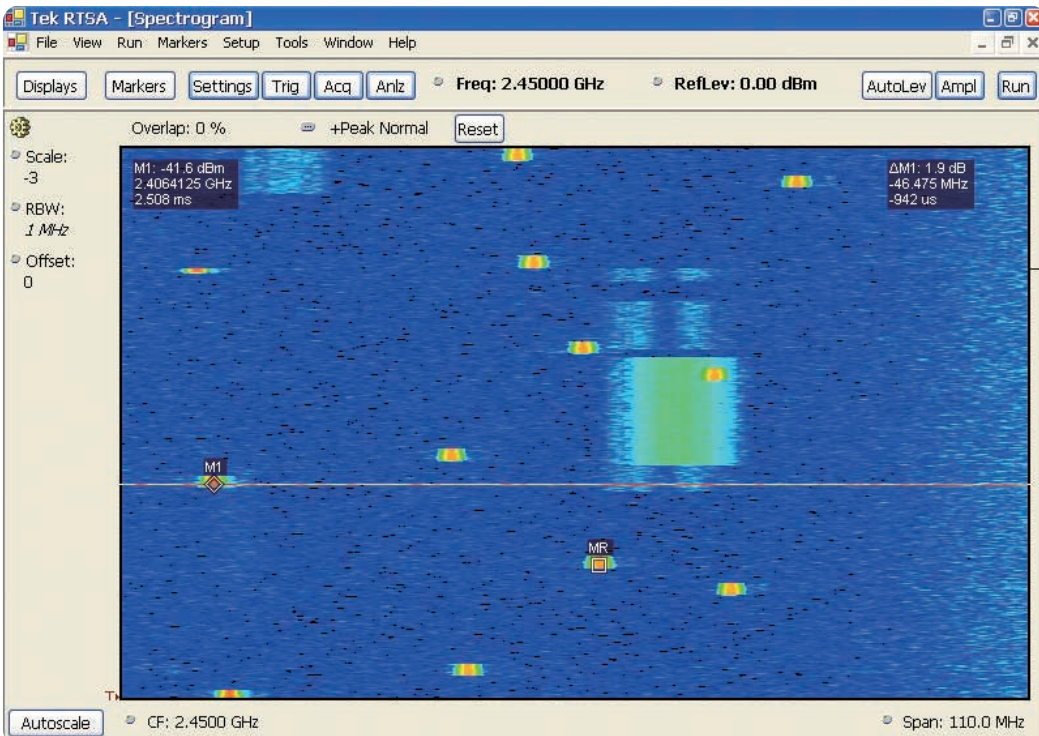 Tek RTSA - [Spectrogram]
File View Run Markers Setup Tools Window Help
Displays Markers Settings Trig Acq Anlz Freq: 2.45000 GHz RefLev: 0.00 dBm AutoLev Ampl Run
Overlap: 0 % +Peak Normal Reset
Scale:
-3
RBW:
1 MHz
Offset:
0
M1: -41.6 dBm
2.4064125 GHz
2.508 ms
ΔM1: 1.9 dB
-46.475 MHz
-942 us
M1
MR
T
Autoscale CF: 2.4500 GHz Span: 110.0 MHz